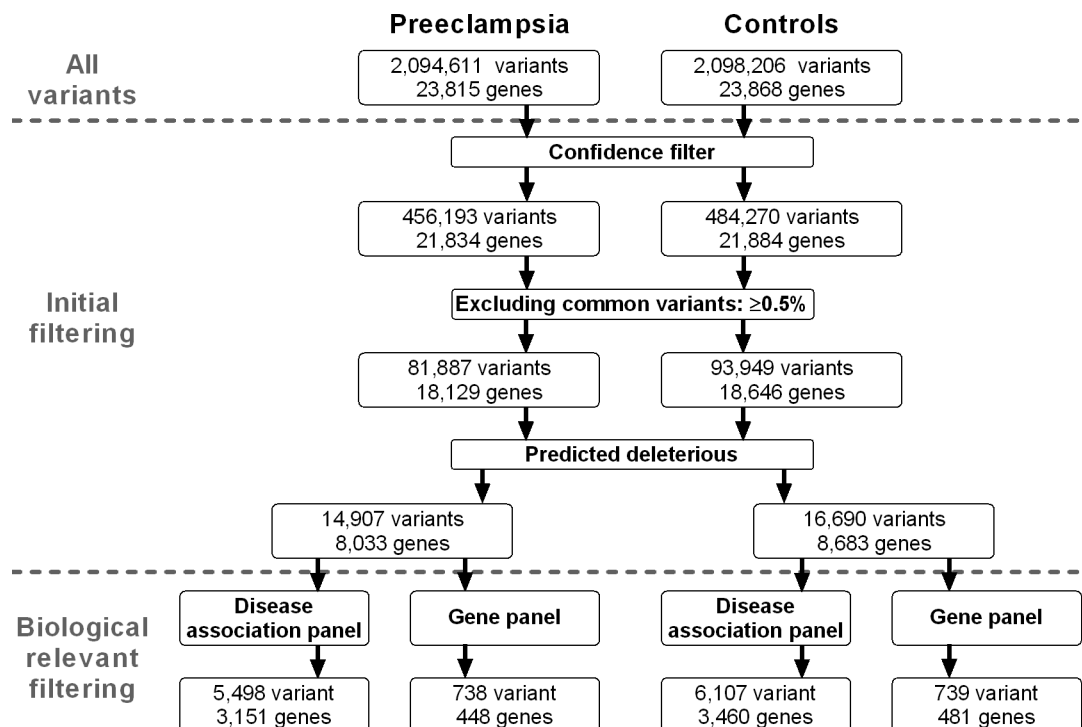 Preeclampsia
Controls
All
variants
2,094,611 variants
23,815 genes
2,098,206 variants
23,868 genes
Confidence filter
456,193 variants
21,834 genes
484,270 variants
21,884 genes
Initial
filtering
Excluding common variants: ≥0.5%
81,887 variants
18,129 genes
93,949 variants
18,646 genes
Predicted deleterious
14,907 variants
8,033 genes
16,690 variants
8,683 genes
Biological
relevant
filtering
Disease
association panel
Gene panel
Disease
association panel
Gene panel
5,498 variant
3,151 genes
738 variant
448 genes
6,107 variant
3,460 genes
739 variant
481 genes